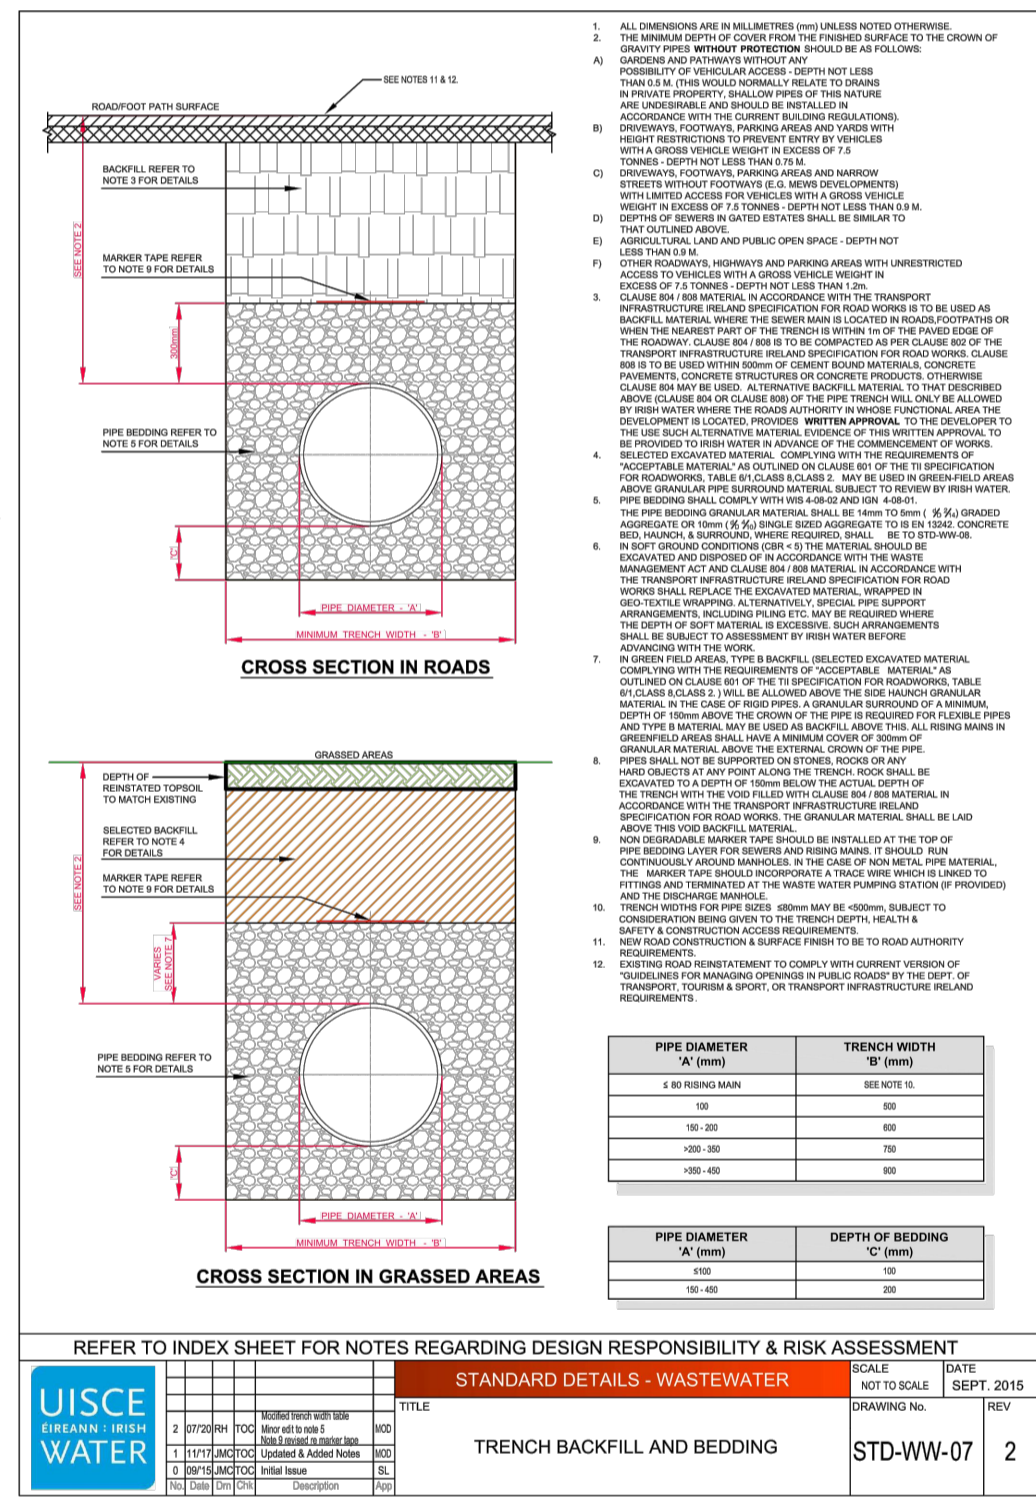 SEE NOTES 11 & 12.
ROAD/FOOT PATH SURFACE
BACKFILL REFER TO
NOTE 3 FOR DETAILS
SEE NOTE 2
MARKER TAPE REFER
TO NOTE 9 FOR DETAILS
300mm
PIPE BEDDING REFER TO
NOTE 5 FOR DETAILS
'C'
PIPE DIAMETER - 'A'
MINIMUM TRENCH WIDTH - 'B'
CROSS SECTION IN ROADS
GRASSED AREAS
DEPTH OF
REINSTATED TOPSOIL
TO MATCH EXISTING
SELECTED BACKFILL
REFER TO NOTE 4
FOR DETAILS
SEE NOTE 2
MARKER TAPE REFER
TO NOTE 9 FOR DETAILS
VARIES
SEE NOTE 7
PIPE BEDDING REFER TO
NOTE 5 FOR DETAILS
'C'
PIPE DIAMETER - 'A'
MINIMUM TRENCH WIDTH - 'B'
CROSS SECTION IN GRASSED AREAS
1. ALL DIMENSIONS ARE IN MILLIMETRES (mm) UNLESS NOTED OTHERWISE.
2. THE MINIMUM DEPTH OF COVER FROM THE FINISHED SURFACE TO THE CROWN OF
GRAVITY PIPES WITHOUT PROTECTION SHOULD BE AS FOLLOWS:
A) GARDENS AND PATHWAYS WITHOUT ANY
POSSIBILITY OF VEHICULAR ACCESS - DEPTH NOT LESS
THAN 0.5 M. (THIS WOULD NORMALLY RELATE TO DRAINS
IN PRIVATE PROPERTY, SHALLOW PIPES OF THIS NATURE
ARE UNDESIRABLE AND SHOULD BE INSTALLED IN
ACCORDANCE WITH THE CURRENT BUILDING REGULATIONS).
B) DRIVEWAYS, FOOTWAYS, PARKING AREAS AND YARDS WITH
HEIGHT RESTRICTIONS TO PREVENT ENTRY BY VEHICLES
WITH A GROSS VEHICLE WEIGHT IN EXCESS OF 7.5
TONNES - DEPTH NOT LESS THAN 0.75 M.
C) DRIVEWAYS, FOOTWAYS, PARKING AREAS AND NARROW
STREETS WITHOUT FOOTWAYS (E.G. MEWS DEVELOPMENTS)
WITH LIMITED ACCESS FOR VEHICLES WITH A GROSS VEHICLE
WEIGHT IN EXCESS OF 7.5 TONNES - DEPTH NOT LESS THAN 0.9 M.
D) DEPTHS OF SEWERS IN GATED ESTATES SHALL BE SIMILAR TO
THAT OUTLINED ABOVE.
E) AGRICULTURAL LAND AND PUBLIC OPEN SPACE - DEPTH NOT
LESS THAN 0.9 M.
F) OTHER ROADWAYS, HIGHWAYS AND PARKING AREAS WITH UNRESTRICTED
ACCESS TO VEHICLES WITH A GROSS VEHICLE WEIGHT IN
EXCESS OF 7.5 TONNES - DEPTH NOT LESS THAN 1.2m.
3. CLAUSE 804 / 808 MATERIAL IN ACCORDANCE WITH THE TRANSPORT
INFRASTRUCTURE IRELAND SPECIFICATION FOR ROAD WORKS IS TO BE USED AS
BACKFILL MATERIAL WHERE THE SEWER MAIN IS LOCATED IN ROADS,FOOTPATHS OR
WHEN THE NEAREST PART OF THE TRENCH IS WITHIN 1m OF THE PAVED EDGE OF
THE ROADWAY. CLAUSE 804 / 808 IS TO BE COMPACTED AS PER CLAUSE 802 OF THE
TRANSPORT INFRASTRUCTURE IRELAND SPECIFICATION FOR ROAD WORKS. CLAUSE
808 IS TO BE USED WITHIN 500mm OF CEMENT BOUND MATERIALS, CONCRETE
PAVEMENTS, CONCRETE STRUCTURES OR CONCRETE PRODUCTS. OTHERWISE
CLAUSE 804 MAY BE USED. ALTERNATIVE BACKFILL MATERIAL TO THAT DESCRIBED
ABOVE (CLAUSE 804 OR CLAUSE 808) OF THE PIPE TRENCH WILL ONLY BE ALLOWED
BY IRISH WATER WHERE THE ROADS AUTHORITY IN WHOSE FUNCTIONAL AREA THE
DEVELOPMENT IS LOCATED, PROVIDES WRITTEN APPROVAL TO THE DEVELOPER TO
THE USE SUCH ALTERNATIVE MATERIAL EVIDENCE OF THIS WRITTEN APPROVAL TO
BE PROVIDED TO IRISH WATER IN ADVANCE OF THE COMMENCEMENT OF WORKS.
4. SELECTED EXCAVATED MATERIAL COMPLYING WITH THE REQUIREMENTS OF
"ACCEPTABLE MATERIAL" AS OUTLINED ON CLAUSE 601 OF THE TII SPECIFICATION
FOR ROADWORKS, TABLE 6/1,CLASS 8,CLASS 2. MAY BE USED IN GREEN-FIELD AREAS
ABOVE GRANULAR PIPE SURROUND MATERIAL SUBJECT TO REVIEW BY IRISH WATER.
5. PIPE BEDDING SHALL COMPLY WITH WIS 4-08-02 AND IGN 4-08-01.
THE PIPE BEDDING GRANULAR MATERIAL SHALL BE 14mm TO 5mm ( ) GRADED
AGGREGATE OR 10mm ( ) SINGLE SIZED AGGREGATE TO IS EN 13242. CONCRETE
BED, HAUNCH, & SURROUND, WHERE REQUIRED, SHALL BE TO STD-WW-08.
6. IN SOFT GROUND CONDITIONS (CBR < 5) THE MATERIAL SHOULD BE
EXCAVATED AND DISPOSED OF IN ACCORDANCE WITH THE WASTE
MANAGEMENT ACT AND CLAUSE 804 / 808 MATERIAL IN ACCORDANCE WITH
THE TRANSPORT INFRASTRUCTURE IRELAND SPECIFICATION FOR ROAD
WORKS SHALL REPLACE THE EXCAVATED MATERIAL, WRAPPED IN
GEO-TEXTILE WRAPPING. ALTERNATIVELY, SPECIAL PIPE SUPPORT
ARRANGEMENTS, INCLUDING PILING ETC. MAY BE REQUIRED WHERE
THE DEPTH OF SOFT MATERIAL IS EXCESSIVE. SUCH ARRANGEMENTS
SHALL BE SUBJECT TO ASSESSMENT BY IRISH WATER BEFORE
ADVANCING WITH THE WORK.
7. IN GREEN FIELD AREAS, TYPE B BACKFILL (SELECTED EXCAVATED MATERIAL
COMPLYING WITH THE REQUIREMENTS OF "ACCEPTABLE MATERIAL" AS
OUTLINED ON CLAUSE 601 OF THE TII SPECIFICATION FOR ROADWORKS, TABLE
6/1,CLASS 8,CLASS 2. ) WILL BE ALLOWED ABOVE THE SIDE HAUNCH GRANULAR
MATERIAL IN THE CASE OF RIGID PIPES. A GRANULAR SURROUND OF A MINIMUM,
DEPTH OF 150mm ABOVE THE CROWN OF THE PIPE IS REQUIRED FOR FLEXIBLE PIPES
AND TYPE B MATERIAL MAY BE USED AS BACKFILL ABOVE THIS. ALL RISING MAINS IN
GREENFIELD AREAS SHALL HAVE A MINIMUM COVER OF 300mm OF
GRANULAR MATERIAL ABOVE THE EXTERNAL CROWN OF THE PIPE.
8. PIPES SHALL NOT BE SUPPORTED ON STONES, ROCKS OR ANY
HARD OBJECTS AT ANY POINT ALONG THE TRENCH. ROCK SHALL BE
EXCAVATED TO A DEPTH OF 150mm BELOW THE ACTUAL DEPTH OF
THE TRENCH WITH THE VOID FILLED WITH CLAUSE 804 / 808 MATERIAL IN
ACCORDANCE WITH THE TRANSPORT INFRASTRUCTURE IRELAND
SPECIFICATION FOR ROAD WORKS. THE GRANULAR MATERIAL SHALL BE LAID
ABOVE THIS VOID BACKFILL MATERIAL.
9. NON DEGRADABLE MARKER TAPE SHOULD BE INSTALLED AT THE TOP OF
PIPE BEDDING LAYER FOR SEWERS AND RISING MAINS. IT SHOULD RUN
CONTINUOUSLY AROUND MANHOLES. IN THE CASE OF NON METAL PIPE MATERIAL,
THE MARKER TAPE SHOULD INCORPORATE A TRACE WIRE WHICH IS LINKED TO
FITTINGS AND TERMINATED AT THE WASTE WATER PUMPING STATION (IF PROVIDED)
AND THE DISCHARGE MANHOLE.
10. TRENCH WIDTHS FOR PIPE SIZES ≤80mm MAY BE <500mm, SUBJECT TO
CONSIDERATION BEING GIVEN TO THE TRENCH DEPTH, HEALTH &
SAFETY & CONSTRUCTION ACCESS REQUIREMENTS.
11. NEW ROAD CONSTRUCTION & SURFACE FINISH TO BE TO ROAD AUTHORITY
REQUIREMENTS.
12. EXISTING ROAD REINSTATEMENT TO COMPLY WITH CURRENT VERSION OF
"GUIDELINES FOR MANAGING OPENINGS IN PUBLIC ROADS" BY THE DEPT. OF
TRANSPORT, TOURISM & SPORT, OR TRANSPORT INFRASTRUCTURE IRELAND
REQUIREMENTS.
PIPE DIAMETER 'A' (mm) TRENCH WIDTH 'B' (mm)
≤ 80 RISING MAIN SEE NOTE 10.
100 500
150 - 200 600
>200 - 350 750
>350 - 450 900
PIPE DIAMETER 'A' (mm) DEPTH OF BEDDING 'C' (mm)
≤100 100
150 - 450 200
REFER TO INDEX SHEET FOR NOTES REGARDING DESIGN RESPONSIBILITY & RISK ASSESSMENT
UISCE
ÉIREANN : IRISH
WATER
2 07/20 RH TOC Modified trench width table Minor edit to note 5 Note 9 revised re marker tape MOD
1 11/17 JMC TOC Updated & Added Notes MOD
0 09/15 JMC TOC Initial Issue SL
No. Date Drn Chk Description App
STANDARD DETAILS - WASTEWATER
TITLE
TRENCH BACKFILL AND BEDDING
SCALE
NOT TO SCALE
DATE
SEPT. 2015
DRAWING No.
STD-WW-07
REV
2